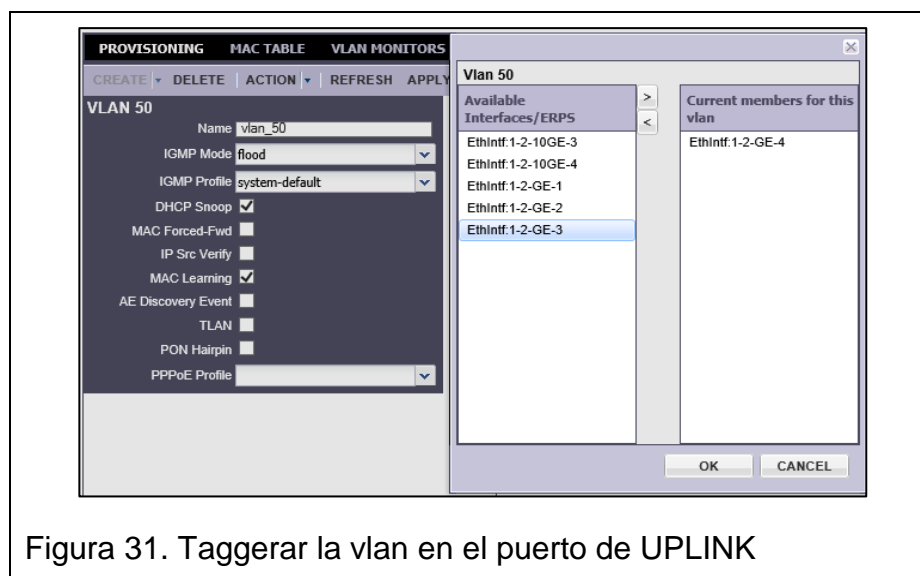 PROVISIONING MAC TABLE VLAN MONITORS
CREATE DELETE ACTION REFRESH APPLY
VLAN 50
Name vlan_50
IGMP Mode flood
IGMP Profile system-default
DHCP Snoop
MAC Forced-Fwd
IP Src Verify
MAC Learning
AE Discovery Event
TLAN
PON Hairpin
PPPoE Profile
Vlan 50
Available
Interfaces/ERPS
EthIntf:1-2-10GE-3
EthIntf:1-2-10GE-4
EthIntf:1-2-GE-1
EthIntf:1-2-GE-2
EthIntf:1-2-GE-3
>
<
Current members for this
vlan
EthIntf:1-2-GE-4
OK CANCEL
Figura 31. Taggerar la vlan en el puerto de UPLINK